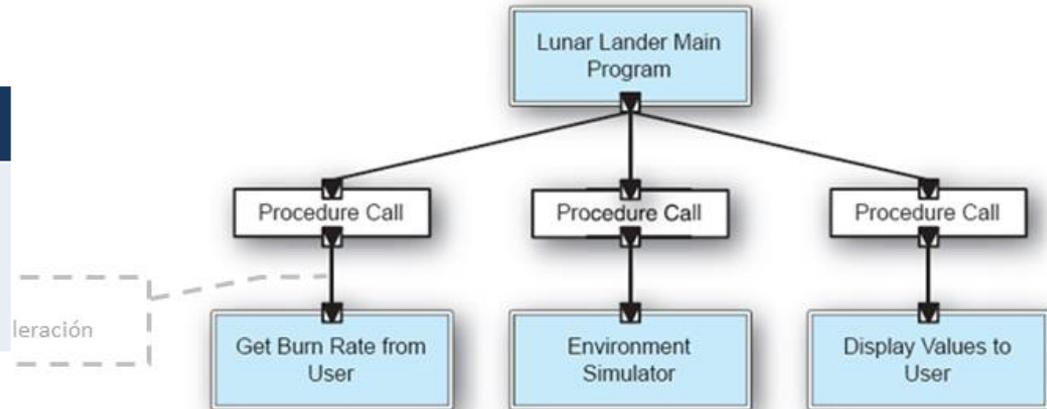 Lunar Lander Main
Program
Procedure Call
Procedure Call
Procedure Call
Get Burn Rate from
User
Environment
Simulator
Display Values to
User
leración